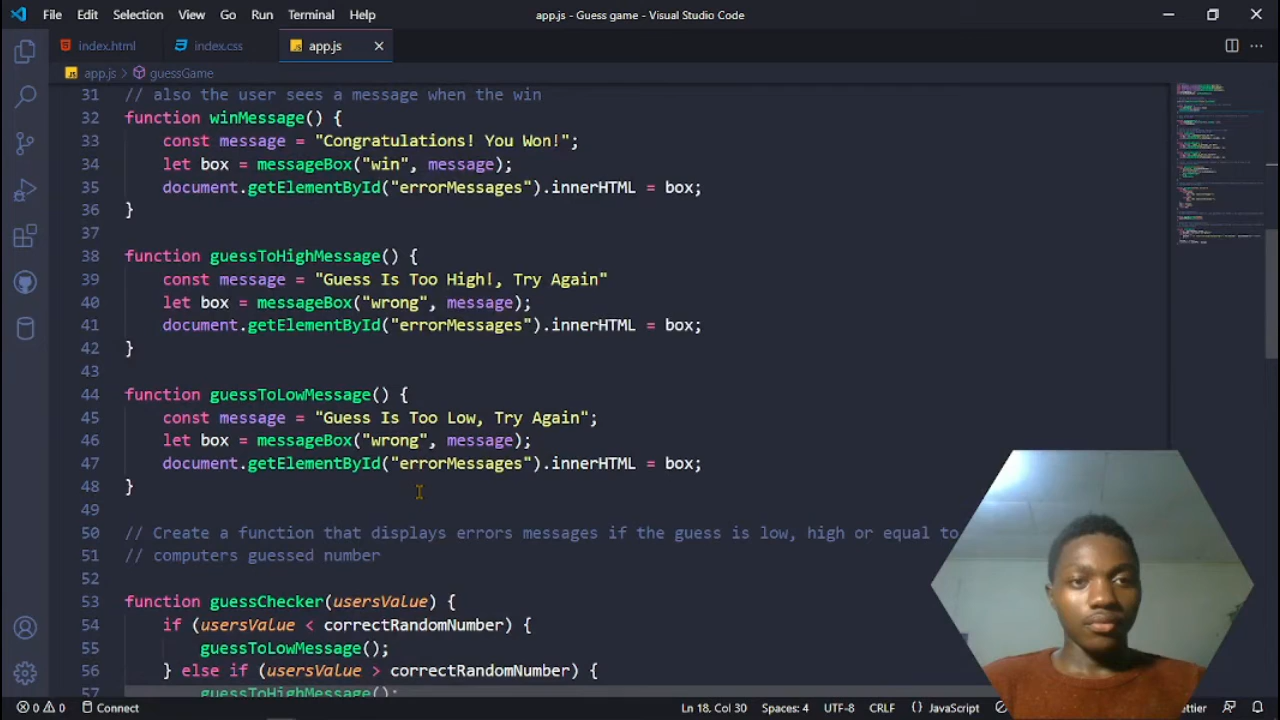 File Edit Selection View Go Run Terminal Help app.js - Guess game - Visual Studio Code
index.html index.css JS app.js
JS app.js > guessGame
31 // also the user sees a message when the win
32 function winMessage() {
33 const message = "Congratulations! You Won!";
34 let box = messageBox("win", message);
35 document.getElementById("errorMessages").innerHTML = box;
36 }
37
38 function guessToHighMessage() {
39 const message = "Guess Is Too High!, Try Again"
40 let box = messageBox("wrong", message);
41 document.getElementById("errorMessages").innerHTML = box;
42 }
43
44 function guessToLowMessage() {
45 const message = "Guess Is Too Low, Try Again";
46 let box = messageBox("wrong", message);
47 document.getElementById("errorMessages").innerHTML = box;
48 }
49
50 // Create a function that displays errors messages if the guess is low, high or equal to
51 // computers guessed number
52
53 function guessChecker(usersValue) {
54 if (usersValue < correctRandomNumber) {
55 guessToLowMessage();
56 } else if (usersValue > correctRandomNumber) {
57 guessToHighMessage();
0 0 Connect Ln 18, Col 30 Spaces: 4 UTF-8 CRLF {} JavaScript